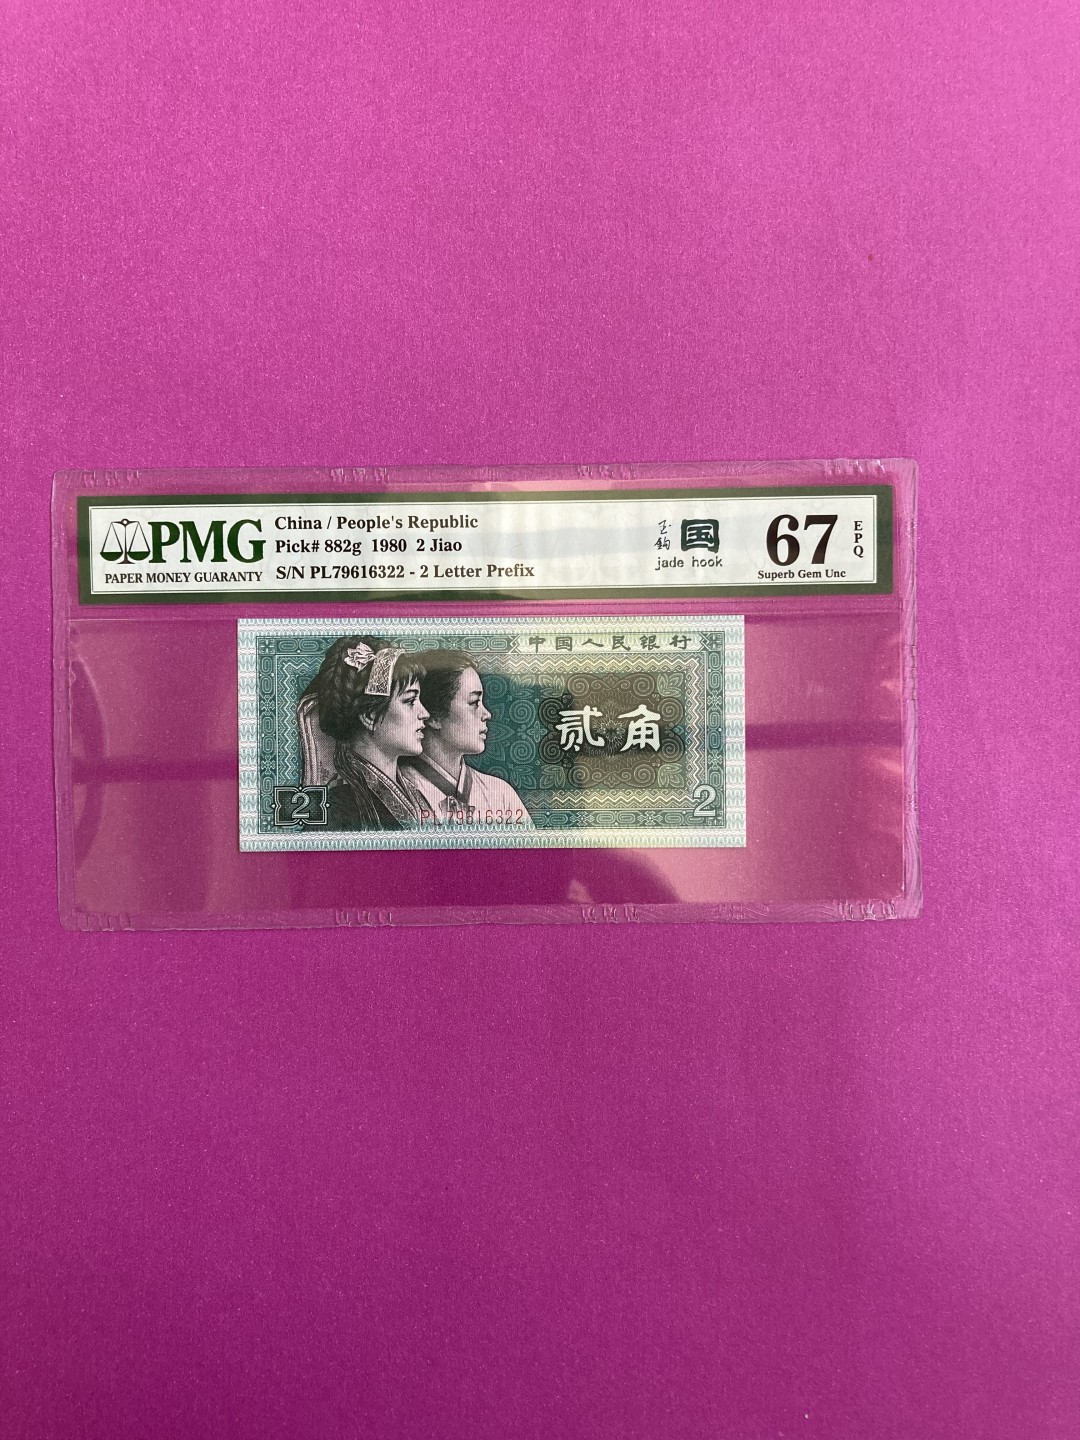 PMG
PAPER MONEY GUARANTY
China / People's Republic
Pick# 882g 1980 2 Jiao
S/N PL79616322 - 2 Letter Prefix
玉鉤
国
jade hook
67
EPQ
Superb Gem Unc
中国人民银行
贰角
2
2
PL79616322